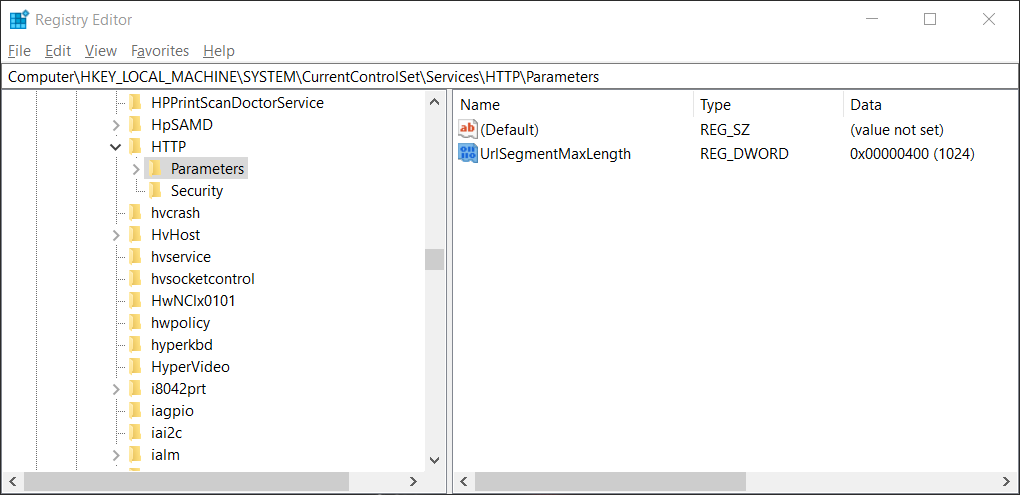 Registry Editor
File Edit View Favorites Help
Computer\HKEY_LOCAL_MACHINE\SYSTEM\CurrentControlSet\Services\HTTP\Parameters
HPPrintScanDoctorService
HpSAMD
HTTP
Parameters
Security
hvcrash
HvHost
hvservice
hvsocketcontrol
HwNClx0101
hwpolicy
hyperkbd
HyperVideo
i8042prt
iagpio
iai2c
ialm
Name Type Data
ab (Default) REG_SZ (value not set)
UrlSegmentMaxLength REG_DWORD 0x00000400 (1024)